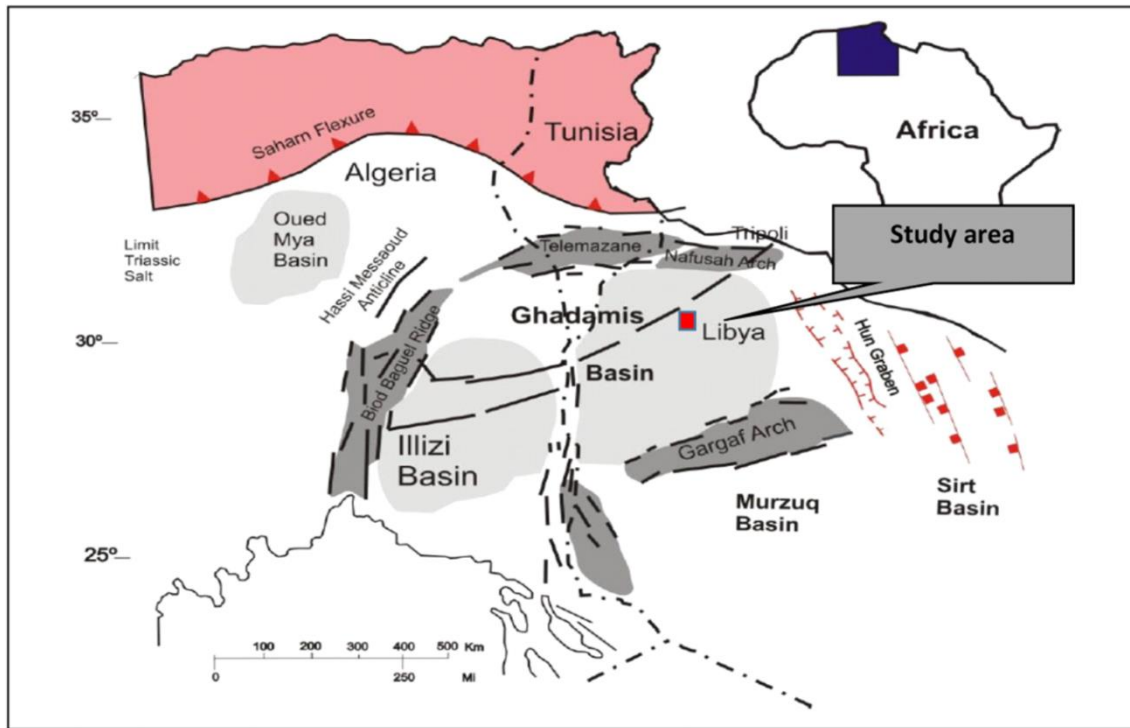 35º
Saharn Flexure
Tunisia
Africa
Algeria
Oued
Mya
Basin
Limit
Triassic
Salt
Hassi Messaoud
Anticline
Telemazane
Tripoli
Nafusah Arch
Study area
30º
Ghadamis
Libya
Basin
Biod Baguel Ridge
Hun Graben
Illizi
Basin
Gargaf Arch
Murzuq
Basin
Sirt
Basin
25º
100 200 300 400 500 Km
0 250 MI